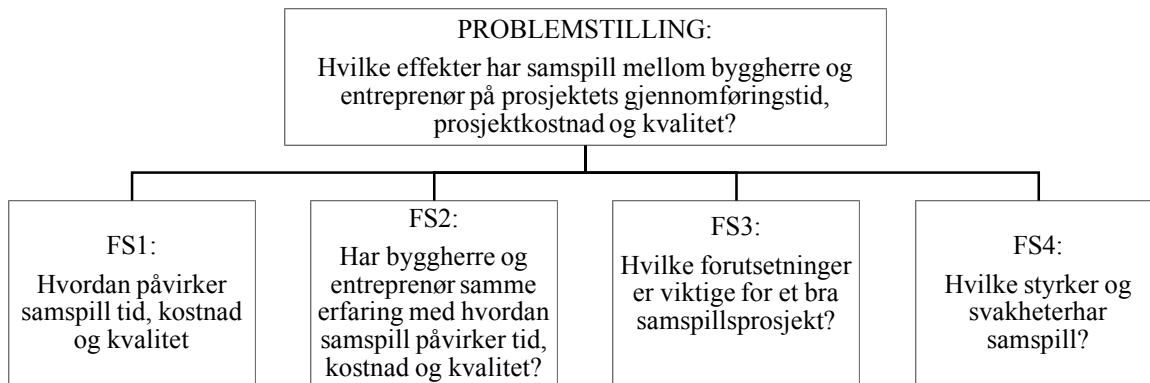 PROBLEMSTILLING:
Hvilke effekter har samspill mellom byggherre og
entreprenør på prosjektets gjennomføringstid,
prosjektkostnad og kvalitet?
FS1:
Hvordan påvirker
samspill tid, kostnad
og kvalitet
FS2:
Har byggherre og
entreprenør samme
erfaring med hvordan
samspill påvirker tid,
kostnad og kvalitet?
FS3:
Hvilke forutsetninger
er viktige for et bra
samspillsprosjekt?
FS4:
Hvilke styrker og
svakheterhar
samspill?